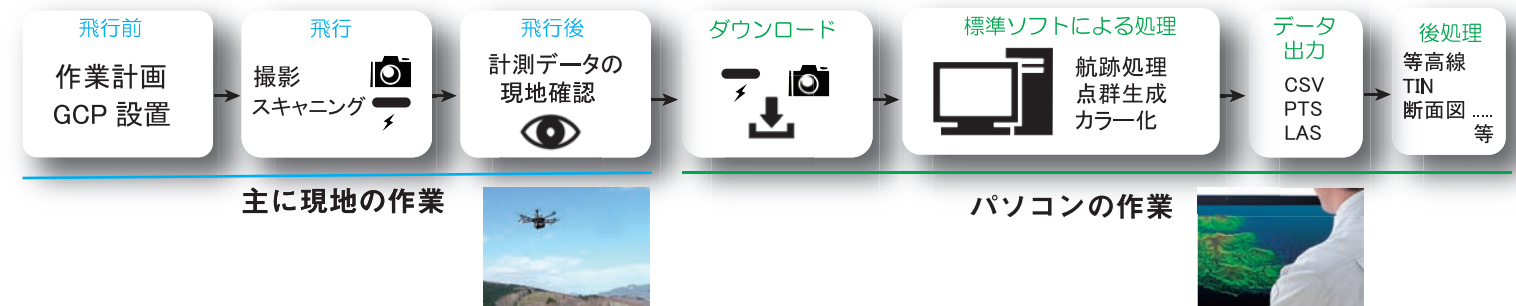 飛行前
作業計画
GCP 設置
飛行
撮影
スキャニング
飛行後
計測データの
現地確認
ダウンロード
標準ソフトによる処理
航跡処理
点群生成
カラー化
データ
出力
CSV
PTS
LAS
後処理
等高線
TIN
断面図 .....
等
主に現地の作業
パソコンの作業